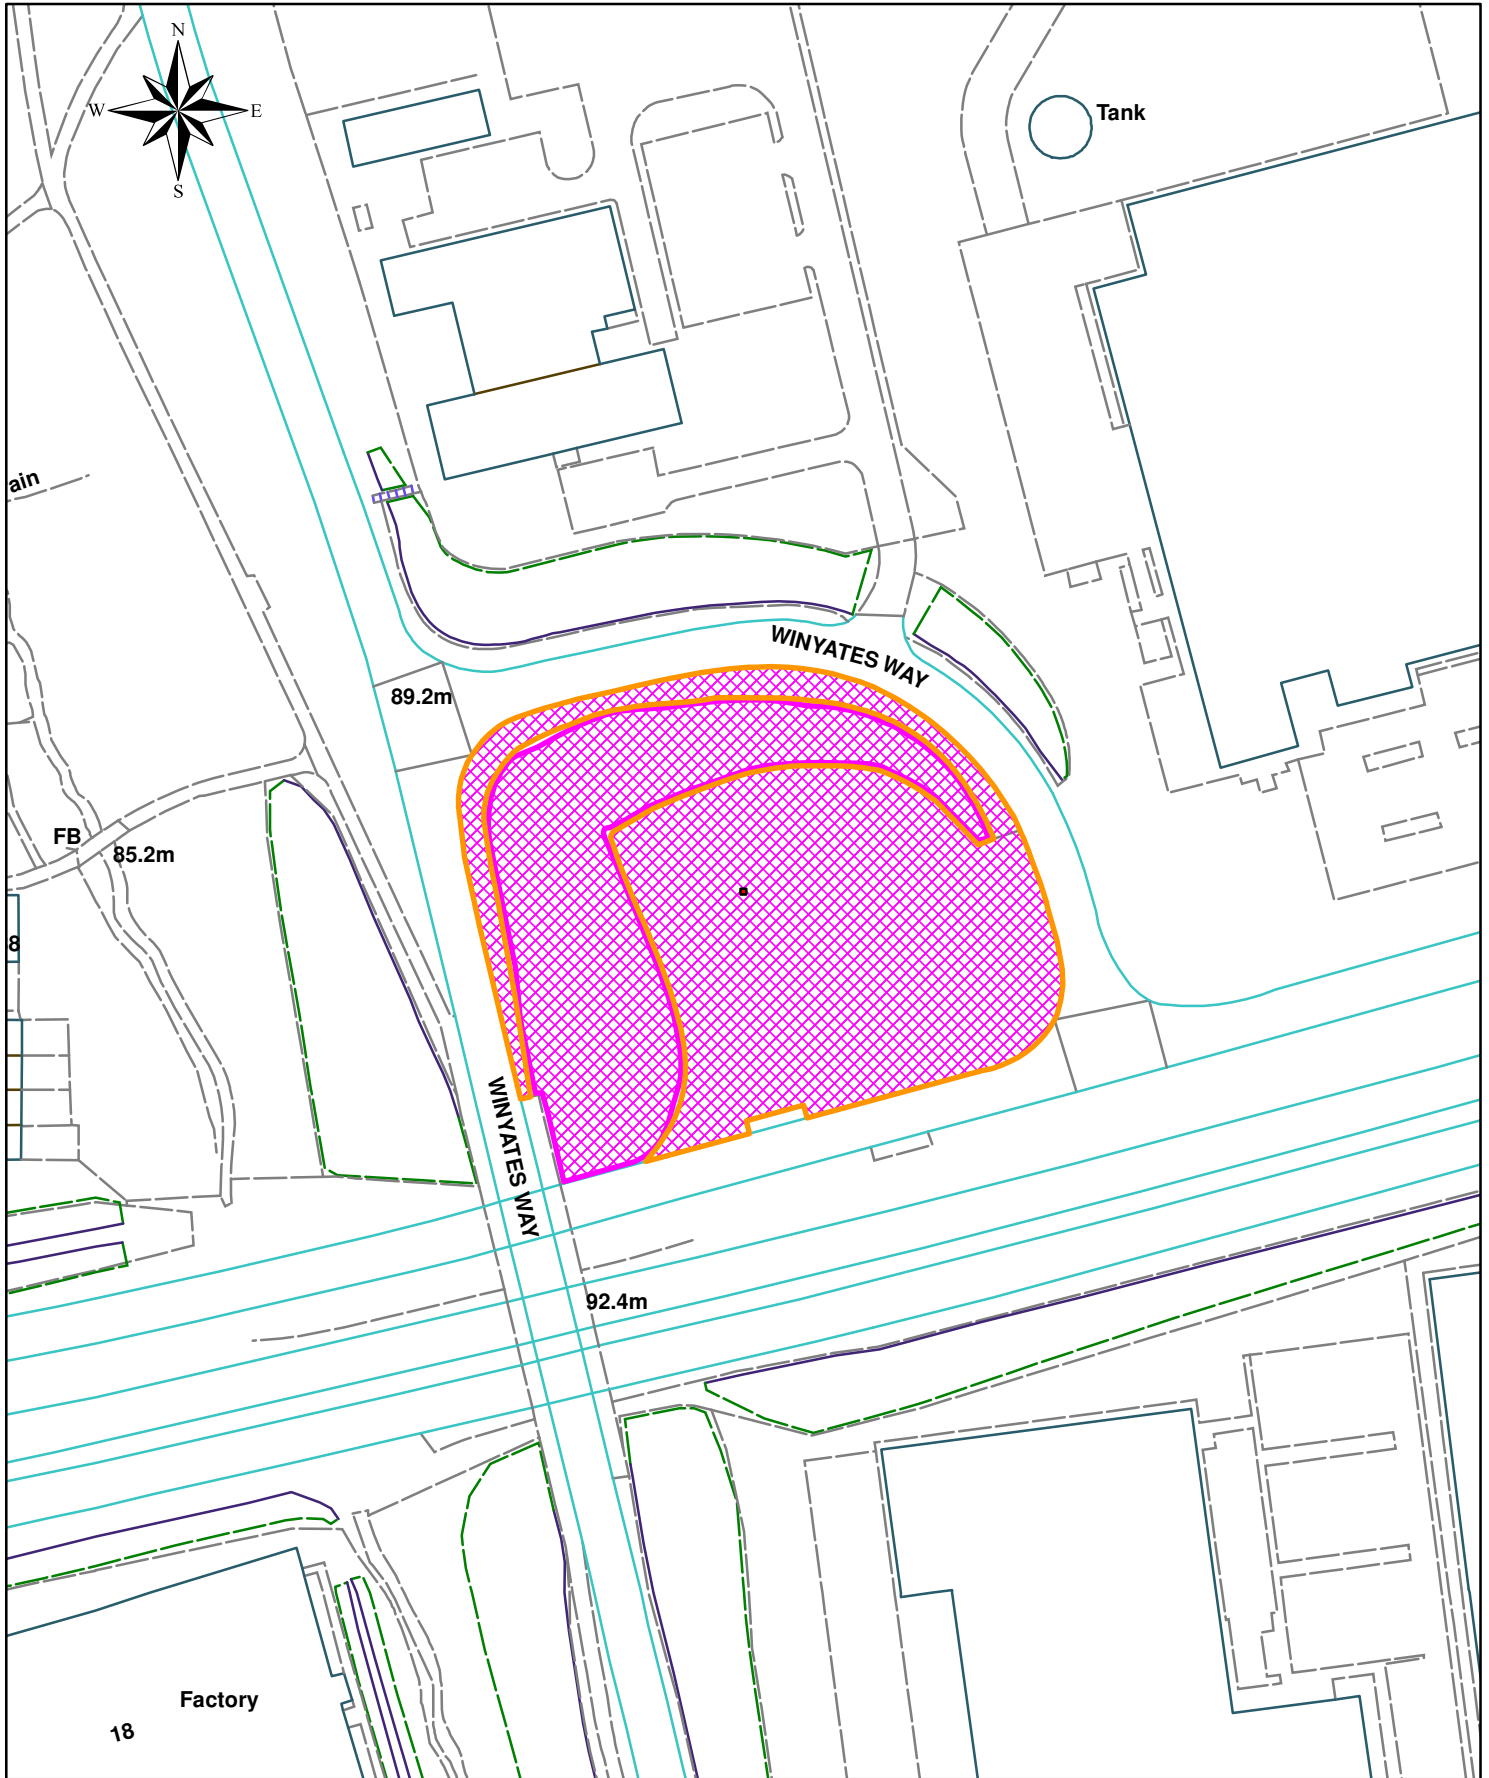 N
W E
S
Tank
ain
WINYATES WAY
89.2m
FB
85.2m
8
WINYATES WAY
92.4m
Factory
18